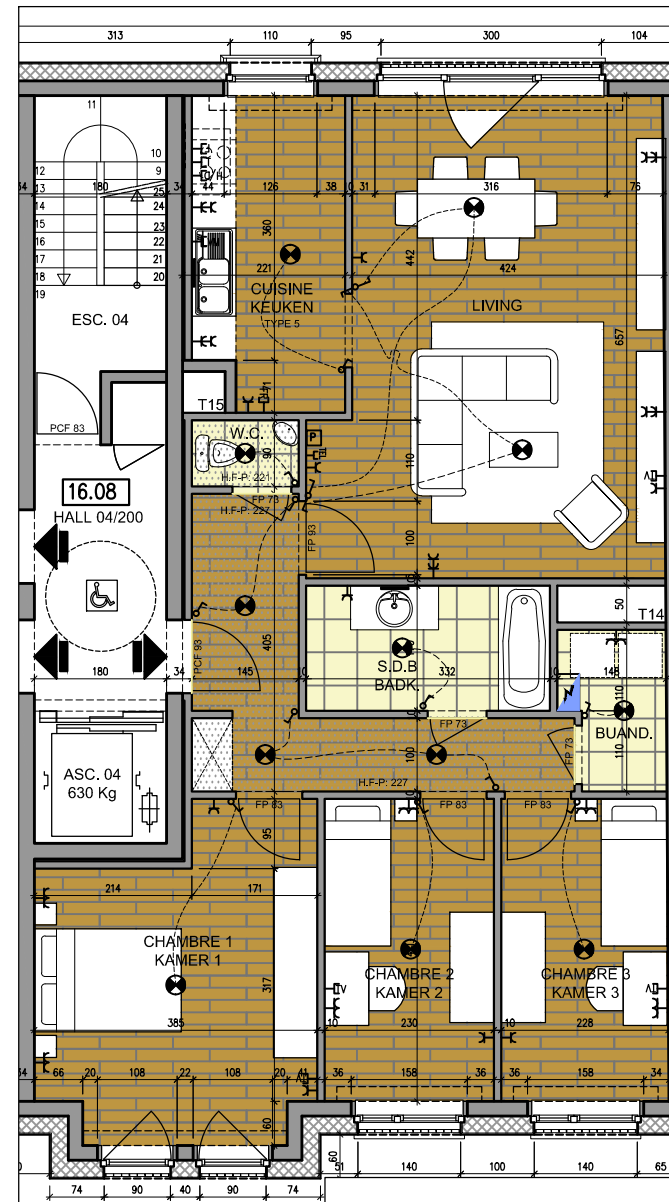 313 110 95 300 104
11
10
12 9
13 180 25
14 24
15 23
16 22
17 21
18 20
19
34 44 126 38 31 316 76
360
442
221
424
CUISINE
KEUKEN
TYPE 5
LIVING
657
ESC. 04
PCF 83
T15
71
W.C.
90
H.F-P: 221
FP 73
H.F-P: 227
P
110
16.08
HALL 04/200
FP 93
100
50
T14
405
PCF 93
180 34 145 332 148
S.D.B
BADK.
110
BUAND.
110
FP 73
FP 73
100
H.F-P: 227
ASC. 04
630 Kg
FP 83 FP 83 FP 83
95
214 171
CHAMBRE 1
KAMER 1
317
CHAMBRE 2
KAMER 2
CHAMBRE 3
KAMER 3
385 10 230 10 228
66 20 108 22 108 20 41 36 158 36 36 158 34
60
60
51 140 100 140 65
74 90 40 90 74